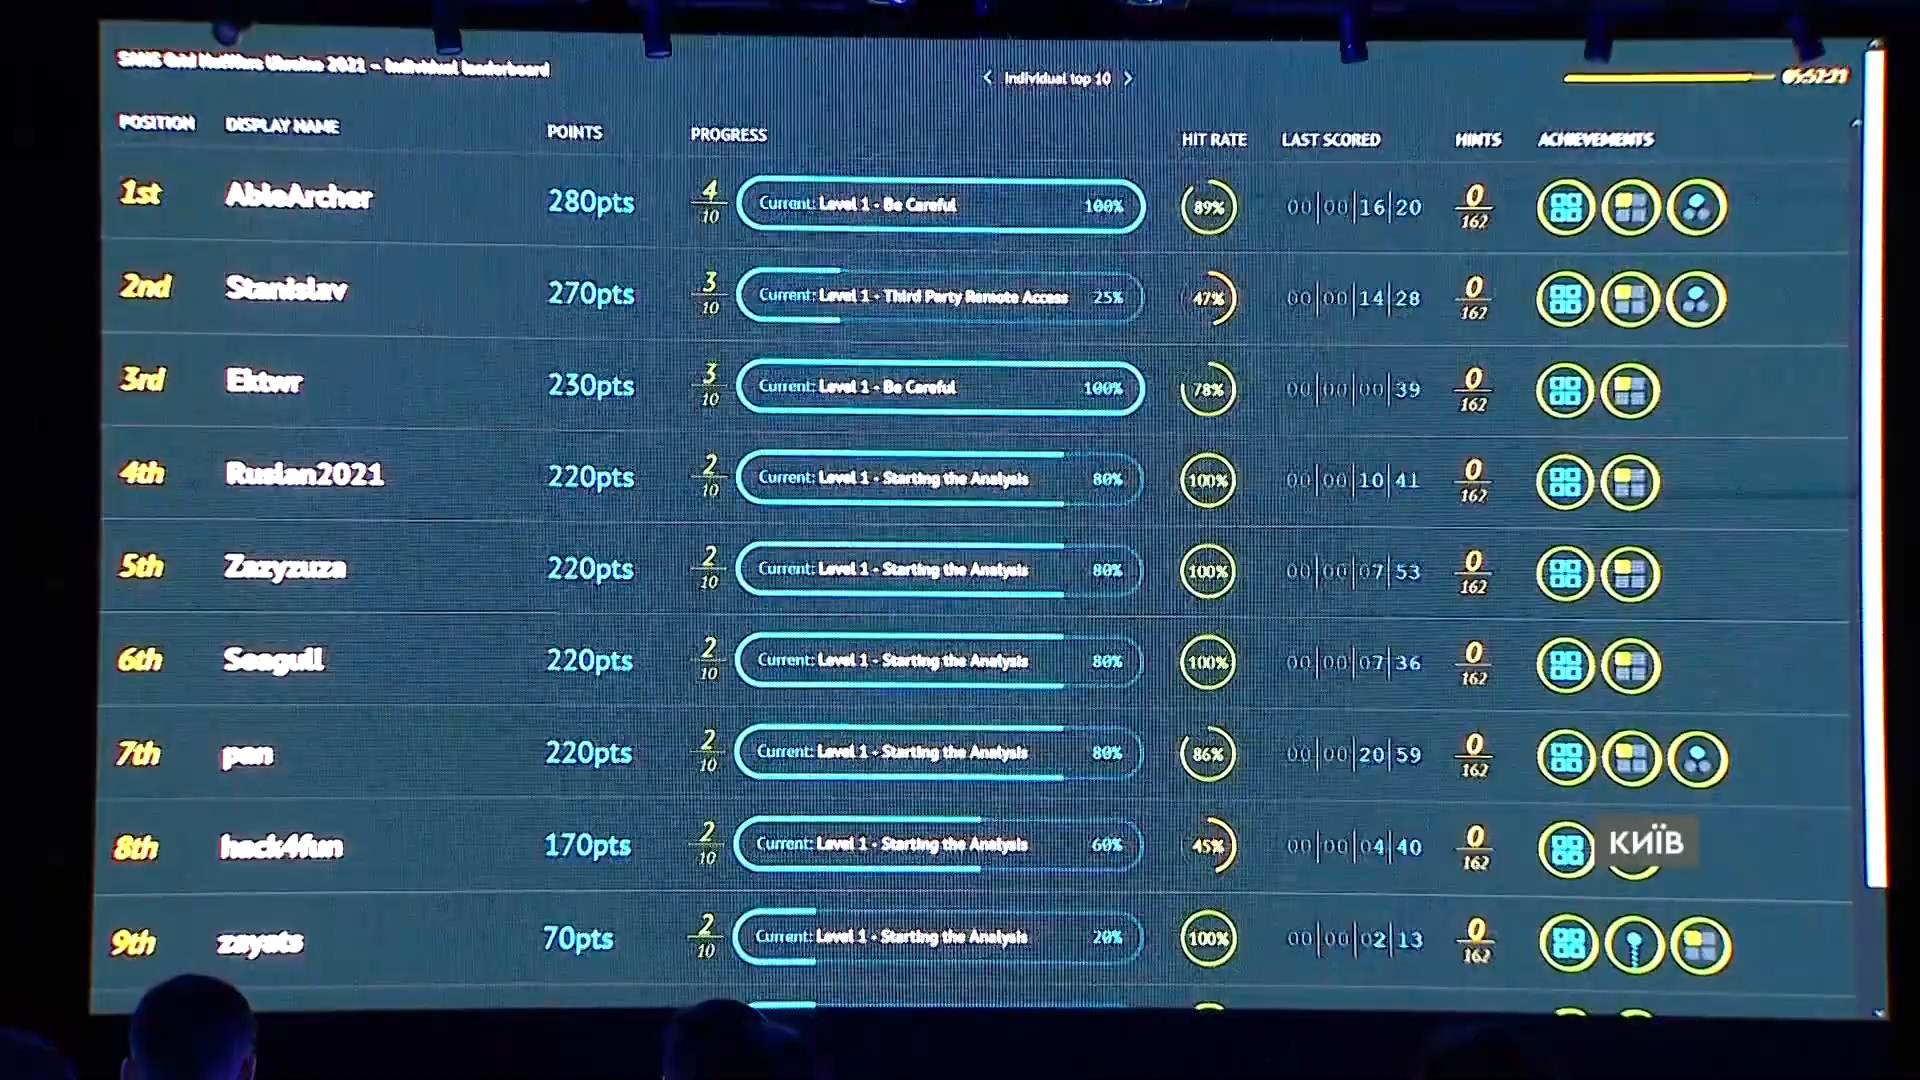 SANS Grid NetWars Ukraine 2021 – Individual leaderboard
Individual top 10
POSITION DISPLAY NAME POINTS PROGRESS HIT RATE LAST SCORED HINTS ACHIEVEMENTS
1st AbleArcher 280pts 4/10 Current: Level 1 - Be Careful 100% 89% 00|00|16|20 0/162
2nd Stanislav 270pts 3/10 Current: Level 1 - Third Party Remote Access 25% 47% 00|00|14|28 0/162
3rd Ektwr 230pts 3/10 Current: Level 1 - Be Careful 100% 78% 00|00|00|39 0/162
4th Ruslan2021 220pts 2/10 Current: Level 1 - Starting the Analysis 80% 100% 00|00|10|41 0/162
5th Zazyzuza 220pts 2/10 Current: Level 1 - Starting the Analysis 80% 100% 00|00|07|53 0/162
6th Seagull 220pts 2/10 Current: Level 1 - Starting the Analysis 80% 100% 00|00|07|36 0/162
7th pan 220pts 2/10 Current: Level 1 - Starting the Analysis 80% 86% 00|00|20|59 0/162
8th hack4fun 170pts 2/10 Current: Level 1 - Starting the Analysis 60% 45% 00|00|04|40 0/162
КИЇВ
9th zayats 70pts 2/10 Current: Level 1 - Starting the Analysis 20% 100% 00|00|02|13 0/162